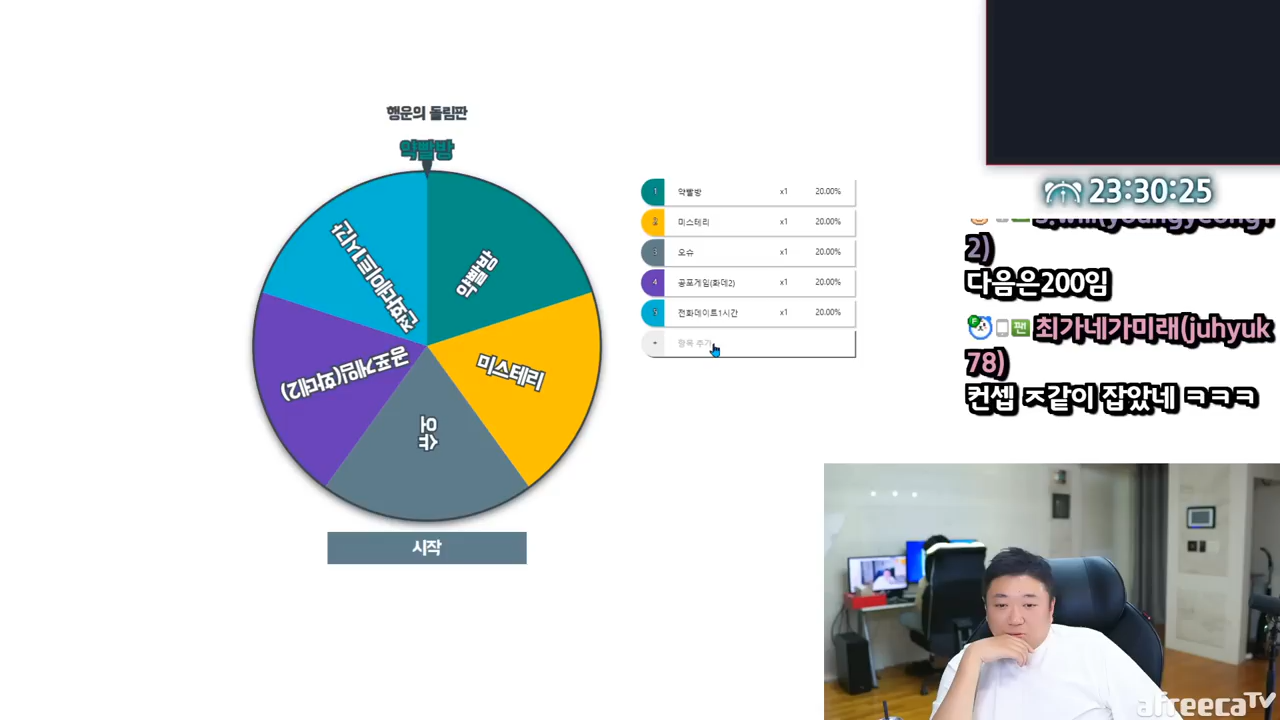 행운의 돌림판
약빨방
약빨방
미스테리
오슈
공포게임(화데2)
전화데이트1시간
1 약빨방 x1 20.00%
2 미스테리 x1 20.00%
3 오슈 x1 20.00%
4 공포게임(화데2) x1 20.00%
전화데이트1시간 x1 20.00%
+ 항목 추가
시작
23:30:25
2)
다음은200임
최가네가미래(juhyuk
78)
컨셉 ㅈ같이 잡았네 ㅋㅋㅋ
afreecaTV